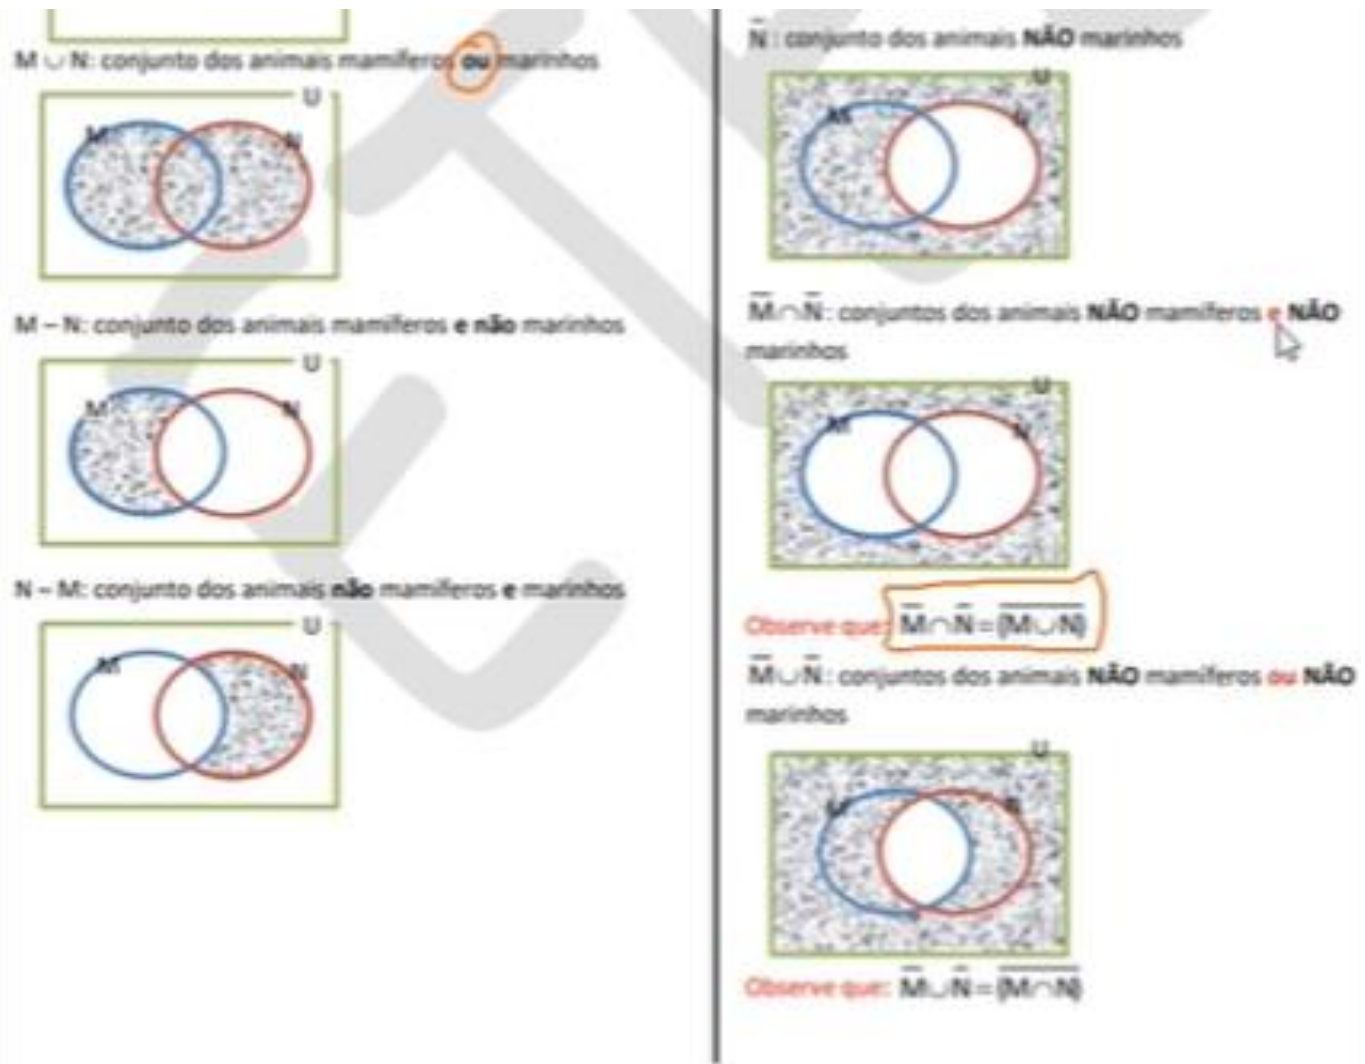 M ∪ N: conjunto dos animais mamíferos ou marinhos
U
M
N
M – N: conjunto dos animais mamíferos e não marinhos
U
M
N
N – M: conjunto dos animais não mamíferos e marinhos
U
M
N
N̄ : conjunto dos animais NÃO marinhos
U
M
N
M̄ ∩ N̄ : conjuntos dos animais NÃO mamíferos e NÃO
marinhos
U
M
N
Observe que: M̄ ∩ N̄ = (M ∪ N)̅
M̄ ∪ N̄ : conjuntos dos animais NÃO mamíferos ou NÃO
marinhos
U
M
N
Observe que: M̄ ∪ N̄ = (M ∩ N)̅